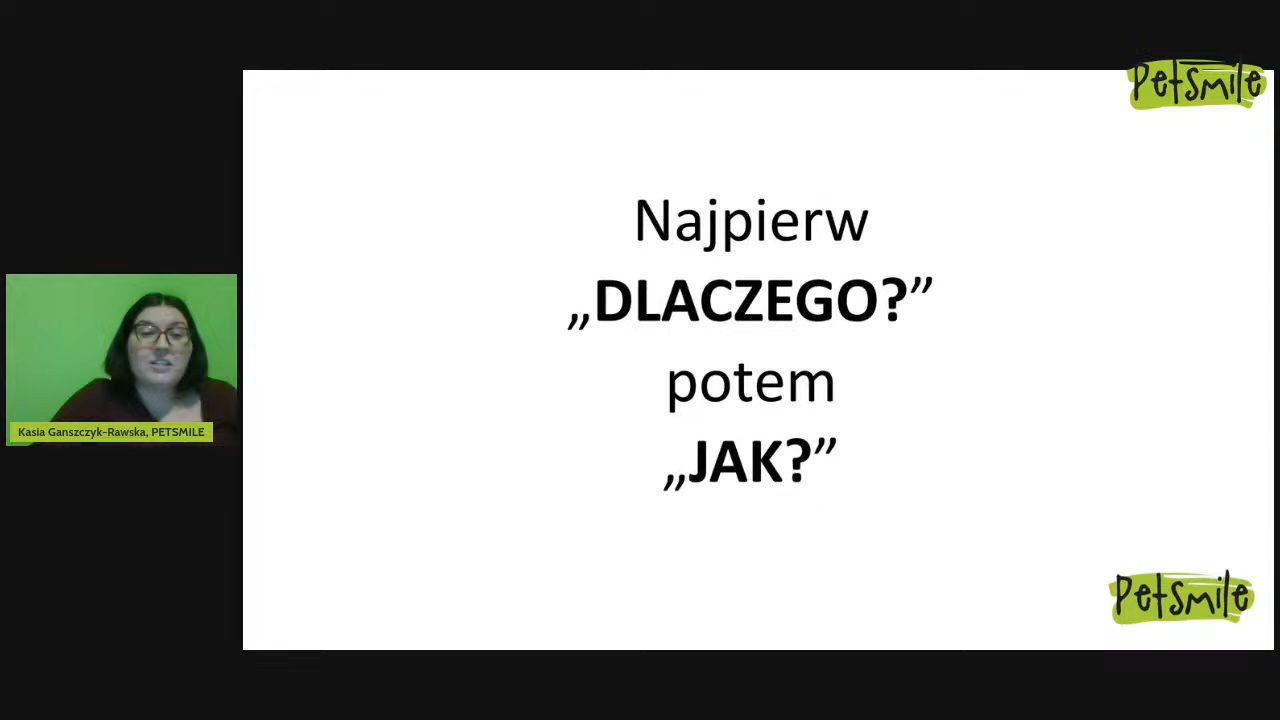 Petsmile
Najpierw
„DLACZEGO?”
potem
„JAK?”
Kasia Ganszczyk-Rawska, PETSMILE
Petsmile